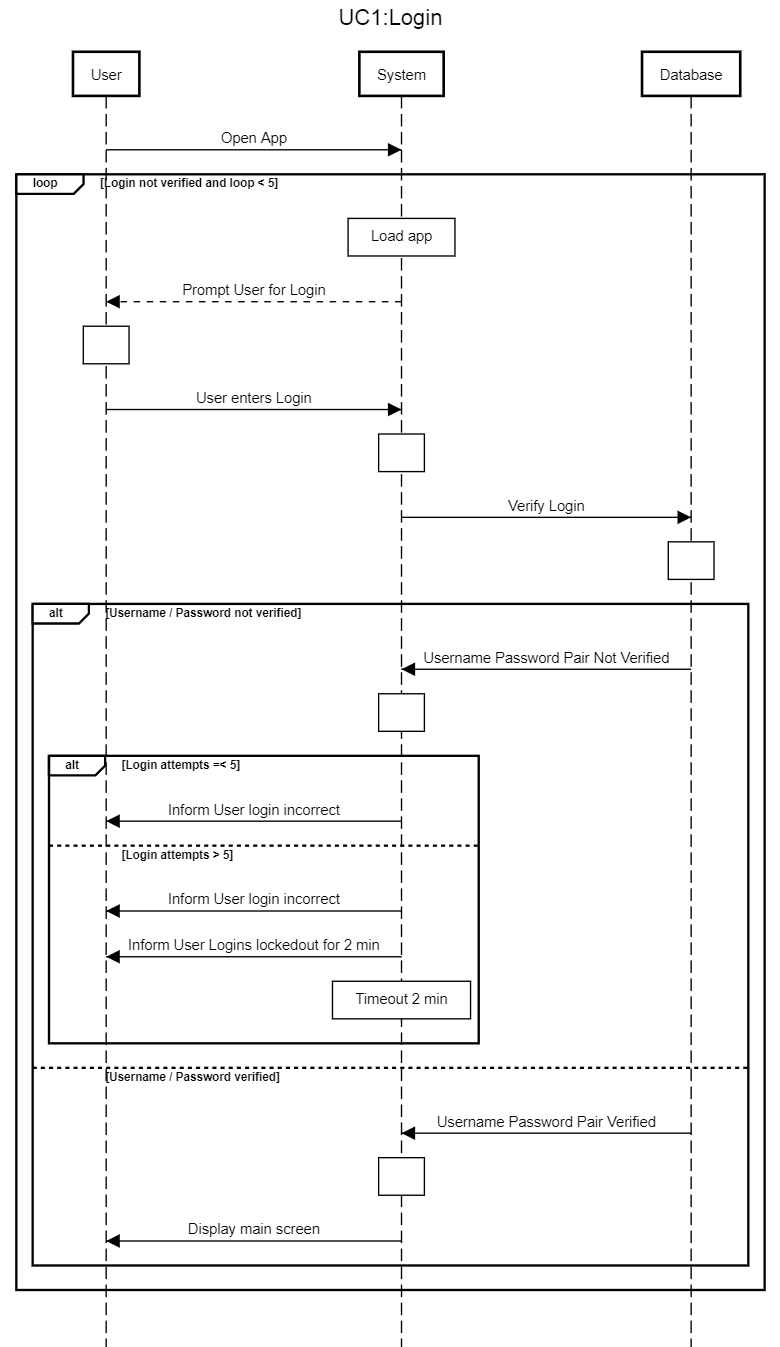 UC1:Login
User
System
Database
Open App
loop
[Login not verified and loop < 5]
Load app
Prompt User for Login
User enters Login
Verify Login
alt
[Username / Password not verified]
Username Password Pair Not Verified
alt
[Login attempts =< 5]
Inform User login incorrect
[Login attempts > 5]
Inform User login incorrect
Inform User Logins lockedout for 2 min
Timeout 2 min
[Username / Password verified]
Username Password Pair Verified
Display main screen